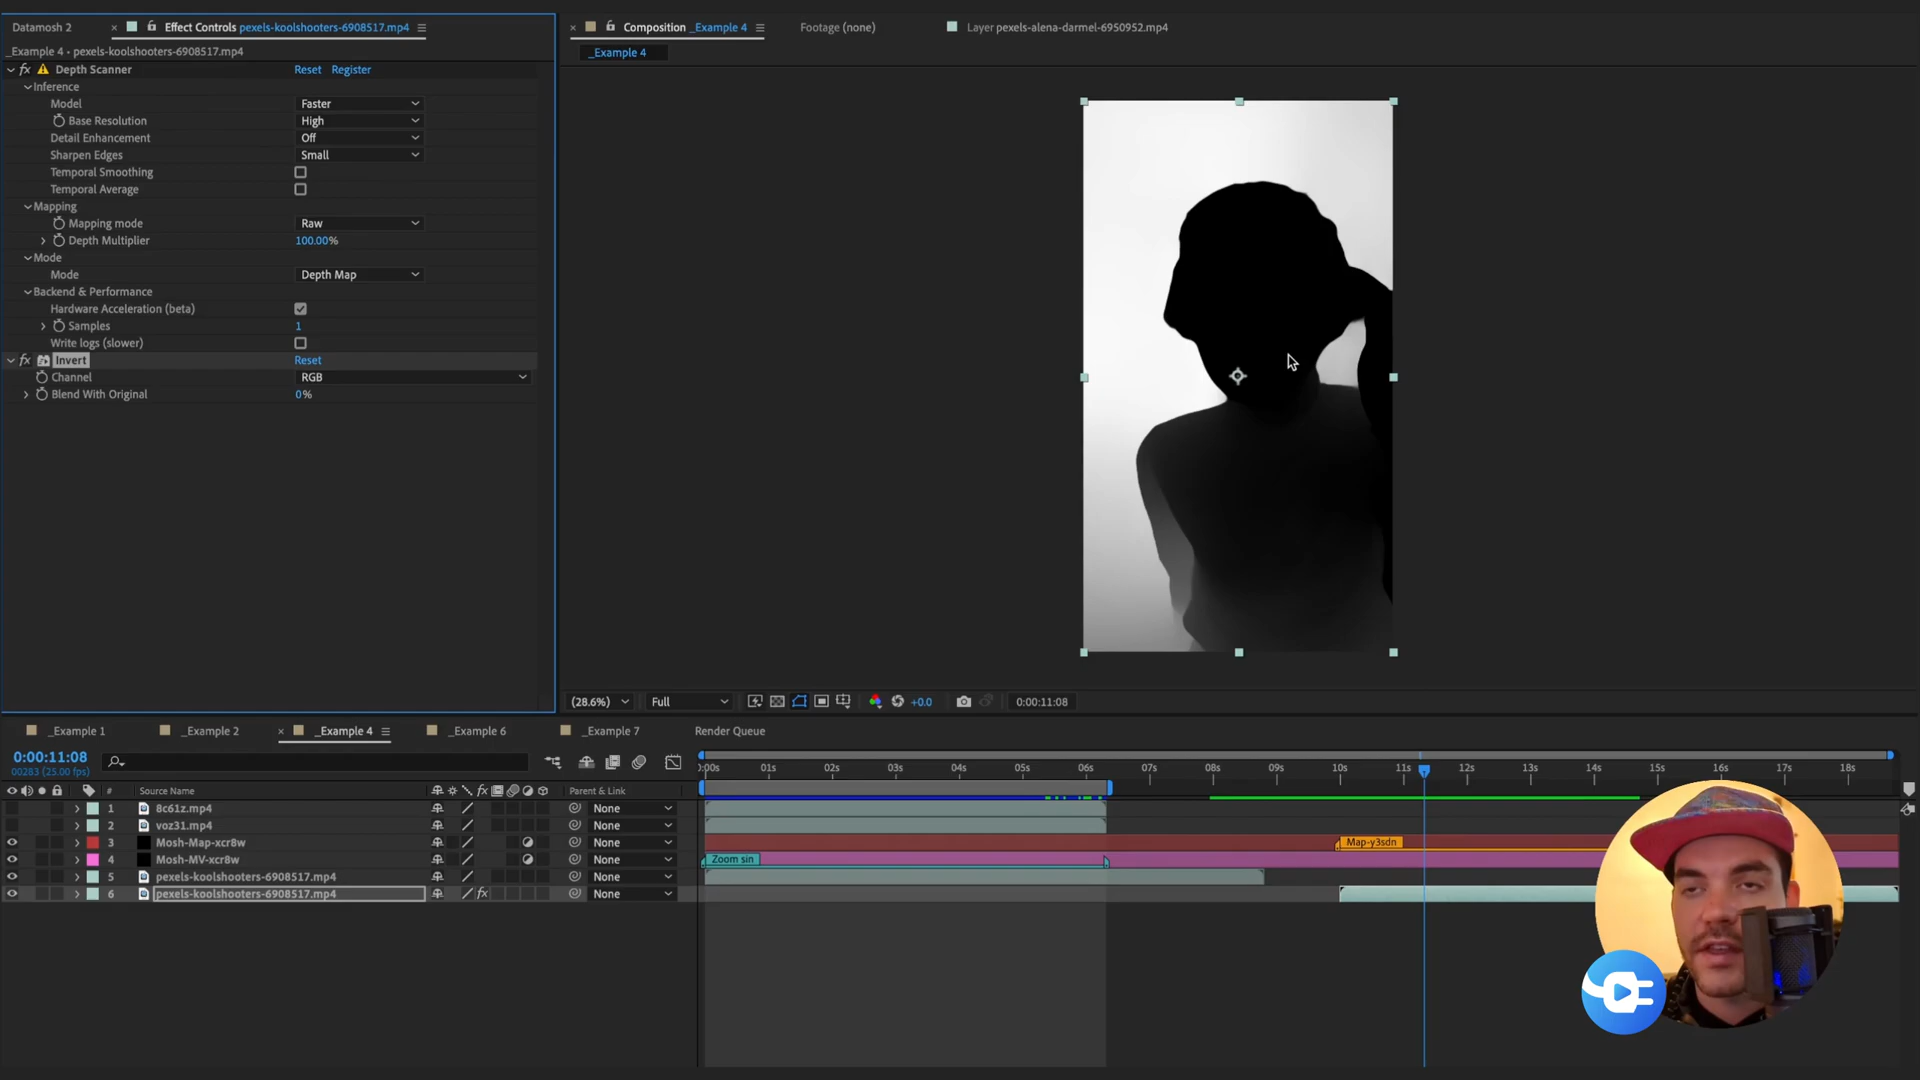 Datamosh 2
× Effect Controls pexels-koolshooters-6908517.mp4
× Composition _Example 4
Footage (none)
Layer pexels-alena-darmel-6950952.mp4
_Example 4 • pexels-koolshooters-6908517.mp4
_Example 4
fx Depth Scanner Reset Register
Inference
Model Faster
Base Resolution High
Detail Enhancement Off
Sharpen Edges Small
Temporal Smoothing
Temporal Average
Mapping
Mapping mode Raw
Depth Multiplier 100.00%
Mode
Mode Depth Map
Backend & Performance
Hardware Acceleration (beta)
Samples 1
Write logs (slower)
fx Invert Reset
Channel RGB
Blend With Original 0%
(28.6%) Full +0.0 0:00:11:08
_Example 1
_Example 2
× _Example 4
_Example 6
_Example 7
Render Queue
0:00:11:08
00283 (25.00 fps)
):00s 01s 02s 03s 04s 05s 06s 07s 08s 09s 10s 11s 12s 13s 14s 15s 16s 17s 18s
# Source Name fx Parent & Link
1 8c61z.mp4 None
2 voz31.mp4 None
3 Mosh-Map-xcr8w None Map-y3sdn
4 Mosh-MV-xcr8w None Zoom sin
5 pexels-koolshooters-6908517.mp4 None
6 pexels-koolshooters-6908517.mp4 fx None